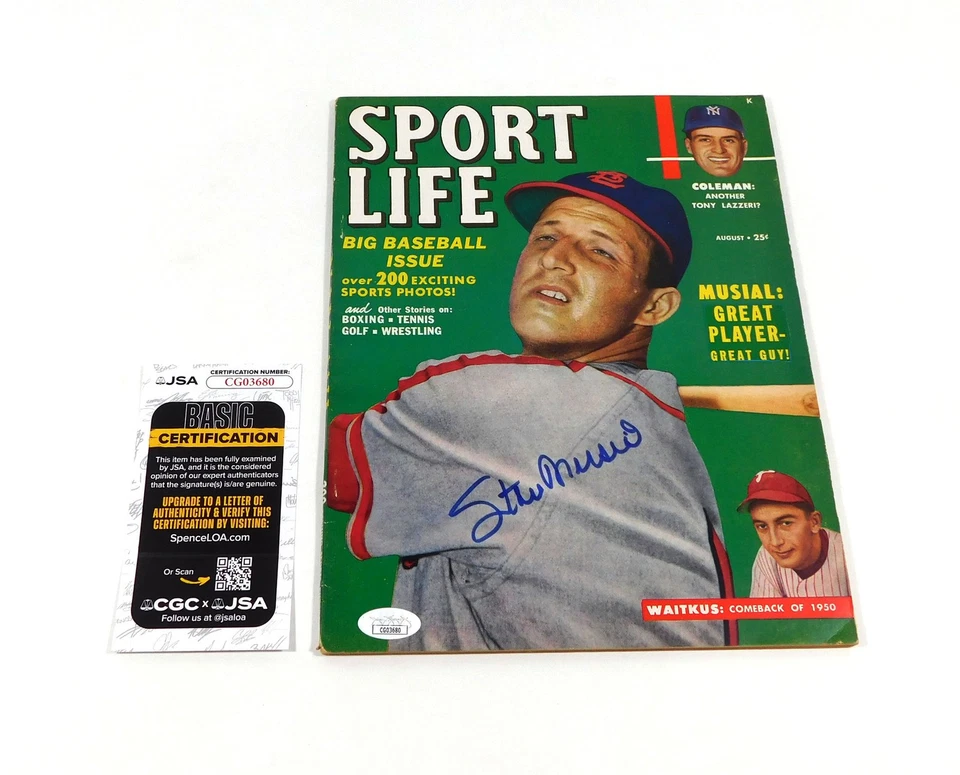 SPORT
LIFE
BIG BASEBALL
ISSUE
over 200 EXCITING
SPORTS PHOTOS!
and Other Stories on:
BOXING ▪ TENNIS
GOLF ▪ WRESTLING
K
NY
COLEMAN:
ANOTHER
TONY LAZZERI?
AUGUST • 25¢
MUSIAL:
GREAT
PLAYER-
GREAT GUY!
Stan Musial
P
WAITKUS: COMEBACK OF 1950
CG03680
JSA
CERTIFICATION NUMBER:
CG03680
BASIC
CERTIFICATION
This item has been fully examined
by JSA, and it is the considered
opinion of our expert authenticators
that the signature(s) is/are genuine.
UPGRADE TO A LETTER OF
AUTHENTICITY & VERIFY THIS
CERTIFICATION BY VISITING:
SpenceLOA.com
Or Scan
CGC x JSA
Follow us at @jsaloa